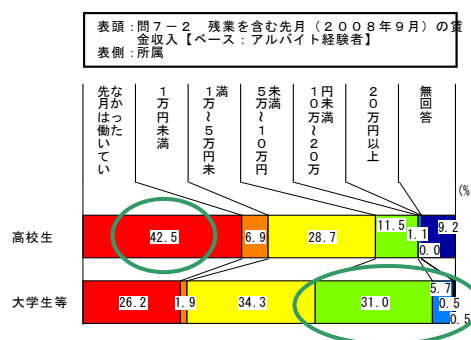 表頭：問７－２　残業を含む先月（２００８年９月）の賃
金収入【ベース：アルバイト経験者】
表側：所属
先月は働いてい
なかった
１万円未満
１万～５万円未
満
５万～１０万円
未満
１０万～２０万
円未満
２０万円以上
無回答
(%
高校生
42.5
6.9
28.7
11.5
1.1
0.0
9.2
大学生等
26.2
1.9
34.3
31.0
5.7
0.5
0.5